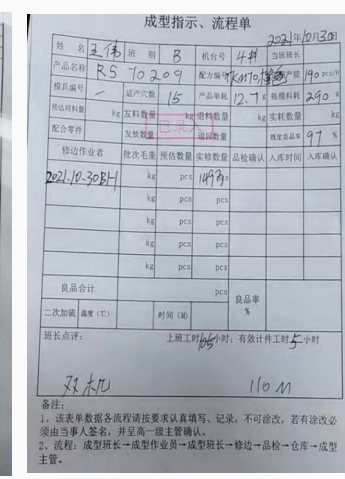 成型指示、流程单
2021年10月30日
姓 名 王伟 班 别 B 机台号 4# 当班班长
产品名称 RS 70209 配方编号 产能 190 pcs/H
模具编号 一 适产穴数 15 产品单耗 12.7 g 每模料耗 290 g
预估用料量 kg 发料数量 kg 退料数量 kg 实耗数量 kg
配合零件 发放数量 退回数量 既定良品率 97 %
修边作业者 批次毛重 预估数量 实修数量 品检确认 入库时间 入库确认
2021.10.30BH kg pcs pcs
kg pcs pcs
kg pcs pcs
kg pcs pcs
kg pcs pcs
良品合计 pcs 良品率 %
二次加硫 温度(℃) 时间(M)
班长点评: 上班工时 小时; 有效计件工时 5 小时
双机 110M
备注:
1、该表单数据各流程请按要求认真填写、记录,不可涂改,若有涂改必
须由当事人签名,并呈高一级主管确认。
2、流程: 成型班长→成型作业员→成型班长→修边→品检→仓库→成型
主管。